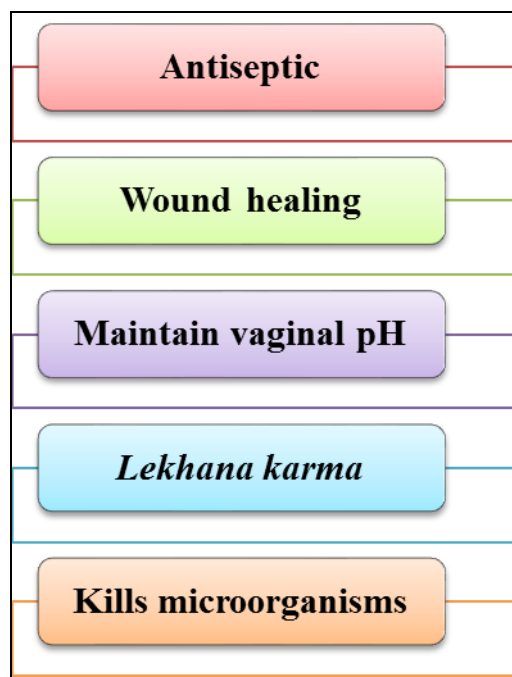 Antiseptic
Wound healing
Maintain vaginal pH
Lekhana karma
Kills microorganisms